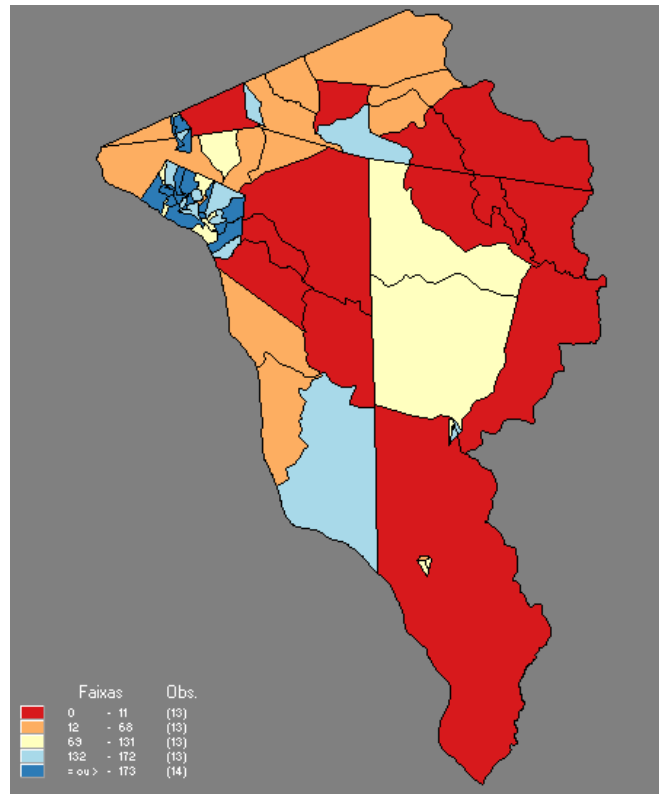 Faixas Obs.
0 - 11 (13)
12 - 68 (13)
69 - 131 (13)
132 - 172 (13)
= ou > - 173 (14)